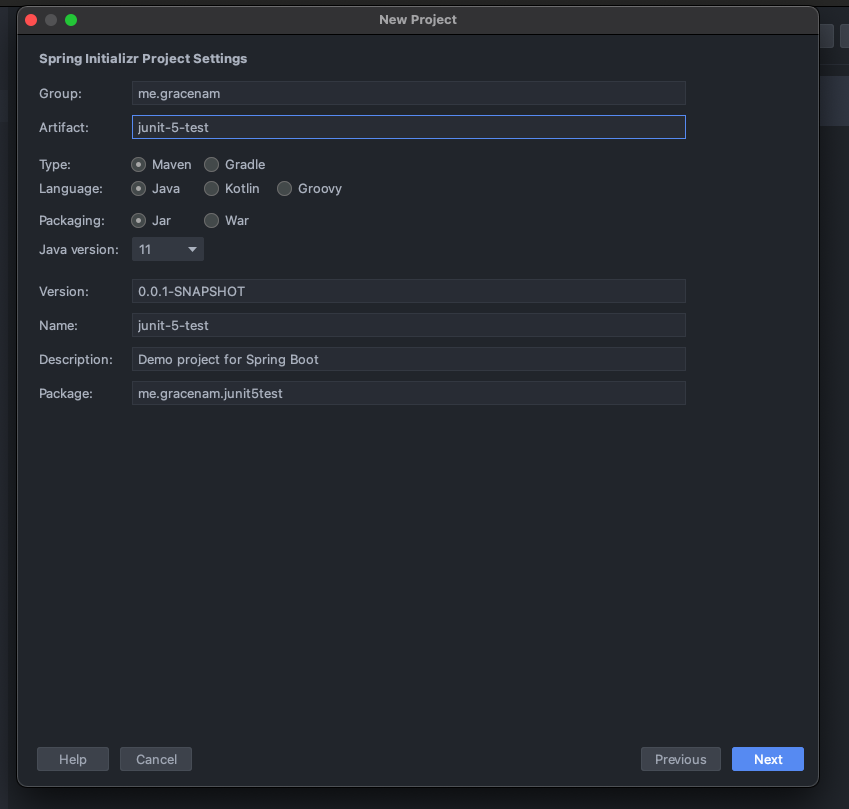 New Project
Spring Initializr Project Settings
Group: me.gracenam
Artifact: junit-5-test
Type: Maven Gradle
Language: Java Kotlin Groovy
Packaging: Jar War
Java version: 11
Version: 0.0.1-SNAPSHOT
Name: junit-5-test
Description: Demo project for Spring Boot
Package: me.gracenam.junit5test
Help Cancel Previous Next